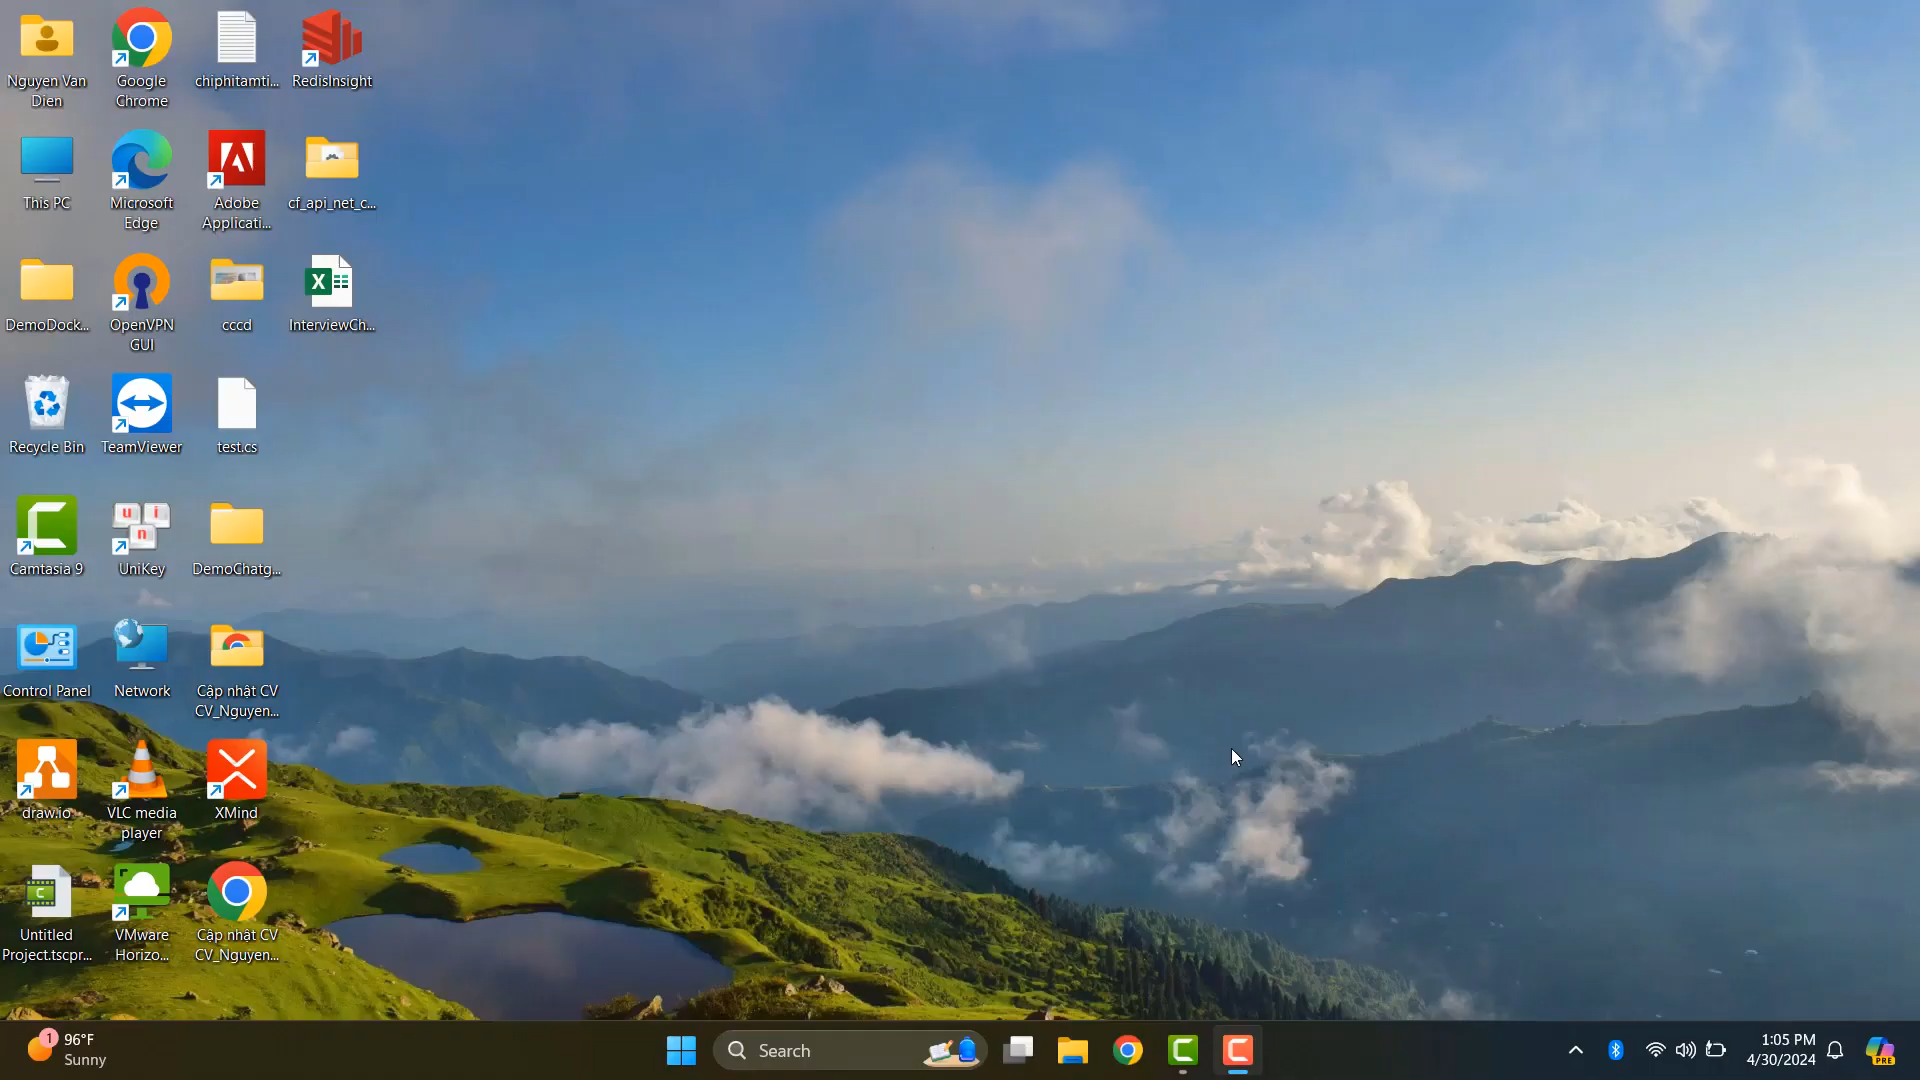 Nguyen Van
Dien
Google
Chrome
chiphitamti...
RedisInsight
This PC
Microsoft
Edge
Adobe
Applicati...
cf_api_net_c...
DemoDock...
OpenVPN
GUI
cccd
InterviewCh...
Recycle Bin
TeamViewer
test.cs
Camtasia 9
UniKey
DemoChatg...
Control Panel
Network
Cập nhật CV
CV_Nguyen...
draw.io
VLC media
player
XMind
Untitled
Project.tscpr...
VMware
Horizo...
Cập nhật CV
CV_Nguyen...
1
96°F
Sunny
Search
1:05 PM
4/30/2024
PRE